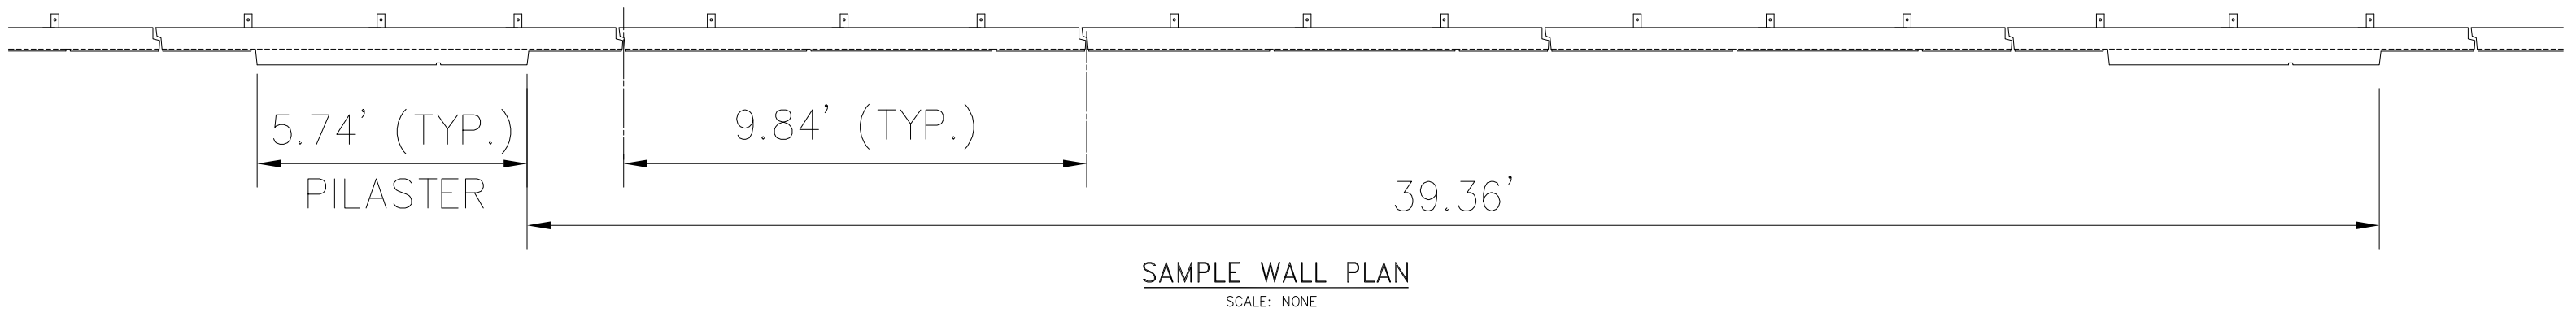 5.74' (TYP.)
PILASTER
9.84' (TYP.)
39.36'
SAMPLE WALL PLAN
SCALE: NONE